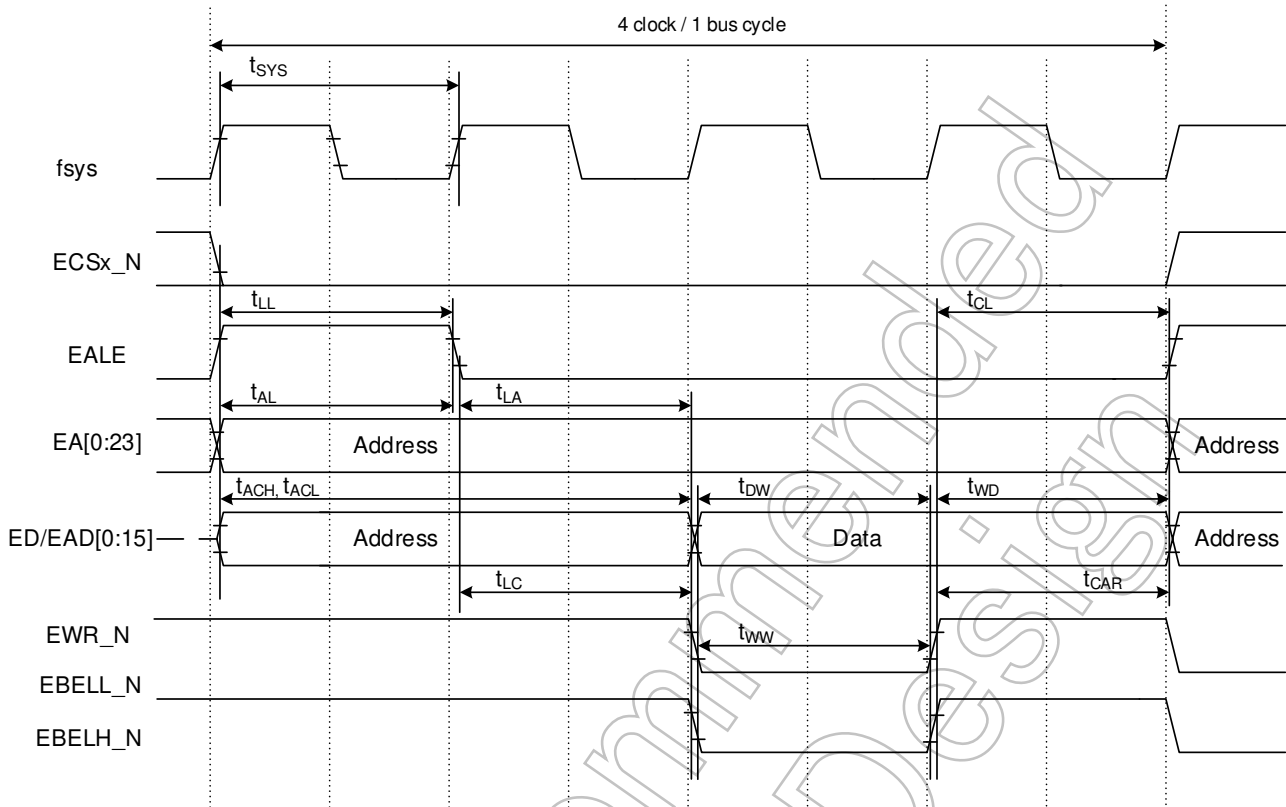 4 clock / 1 bus cycle
tSYS
fsys
ECSx_N
tLL
tCL
EALE
tAL
tLA
EA[0:23]
Address
Address
tACH, tACL
tDW
tWD
ED/EAD[0:15]
Address
Data
Address
tLC
tCAR
EWR_N
tWW
EBELL_N
EBELH_N
Design